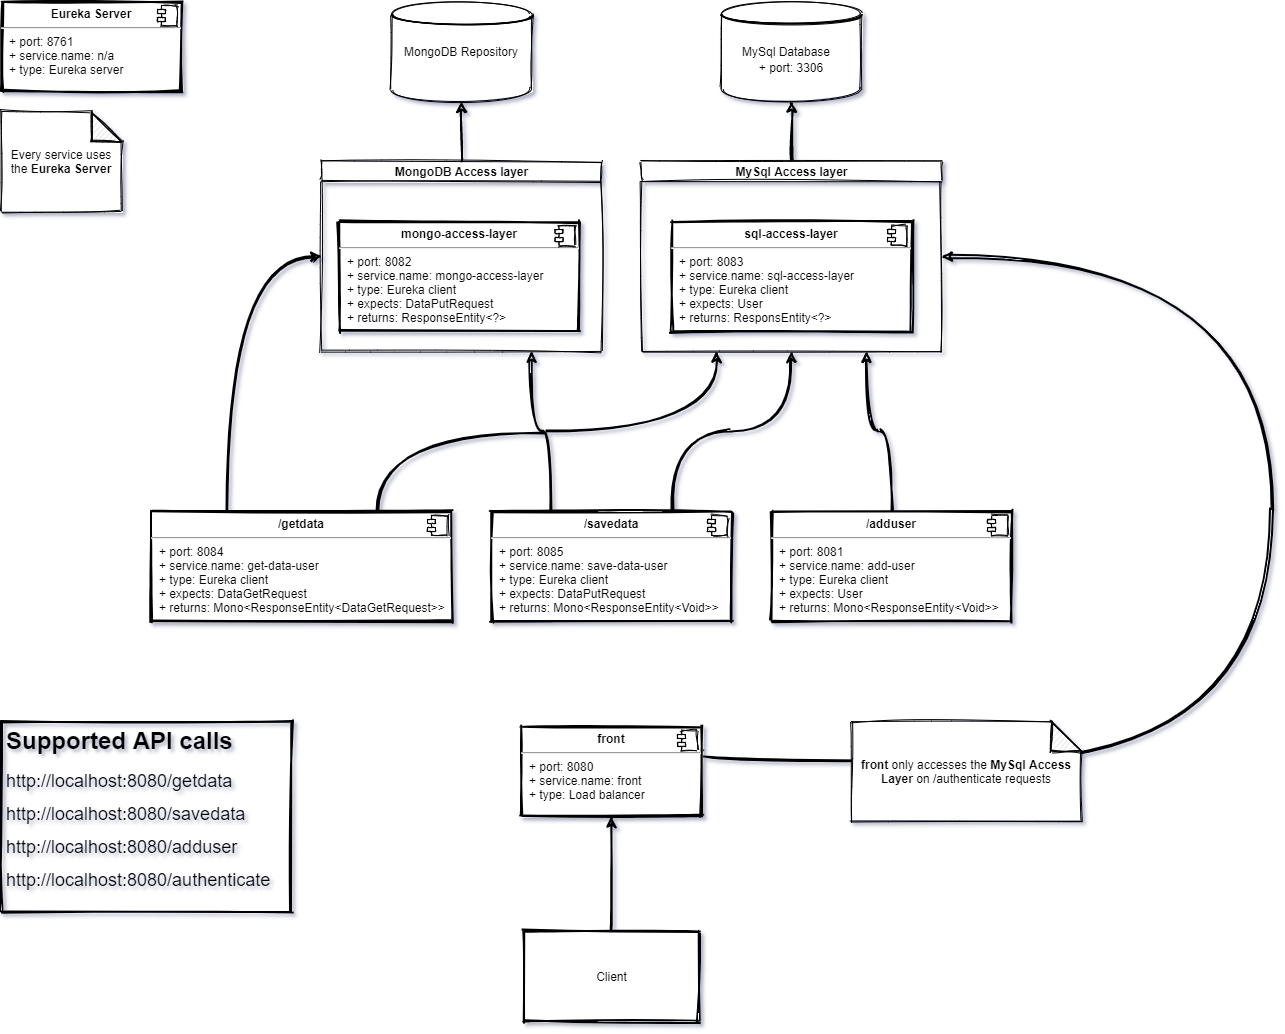 Eureka Server
+ port: 8761
+ service.name: n/a
+ type: Eureka server
Every service uses
the Eureka Server
MongoDB Repository
MySql Database
+ port: 3306
MongoDB Access layer
mongo-access-layer
+ port: 8082
+ service.name: mongo-access-layer
+ type: Eureka client
+ expects: DataPutRequest
+ returns: ResponseEntity<?>
MySql Access layer
sql-access-layer
+ port: 8083
+ service.name: sql-access-layer
+ type: Eureka client
+ expects: User
+ returns: ResponsEntity<?>
/getdata
+ port: 8084
+ service.name: get-data-user
+ type: Eureka client
+ expects: DataGetRequest
+ returns: Mono<ResponseEntity<DataGetRequest>>
/savedata
+ port: 8085
+ service.name: save-data-user
+ type: Eureka client
+ expects: DataPutRequest
+ returns: Mono<ResponseEntity<Void>>
/adduser
+ port: 8081
+ service.name: add-user
+ type: Eureka client
+ expects: User
+ returns: Mono<ResponseEntity<Void>>
Supported API calls
http://localhost:8080/getdata
http://localhost:8080/savedata
http://localhost:8080/adduser
http://localhost:8080/authenticate
front
+ port: 8080
+ service.name: front
+ type: Load balancer
front only accesses the MySql Access
Layer on /authenticate requests
Client